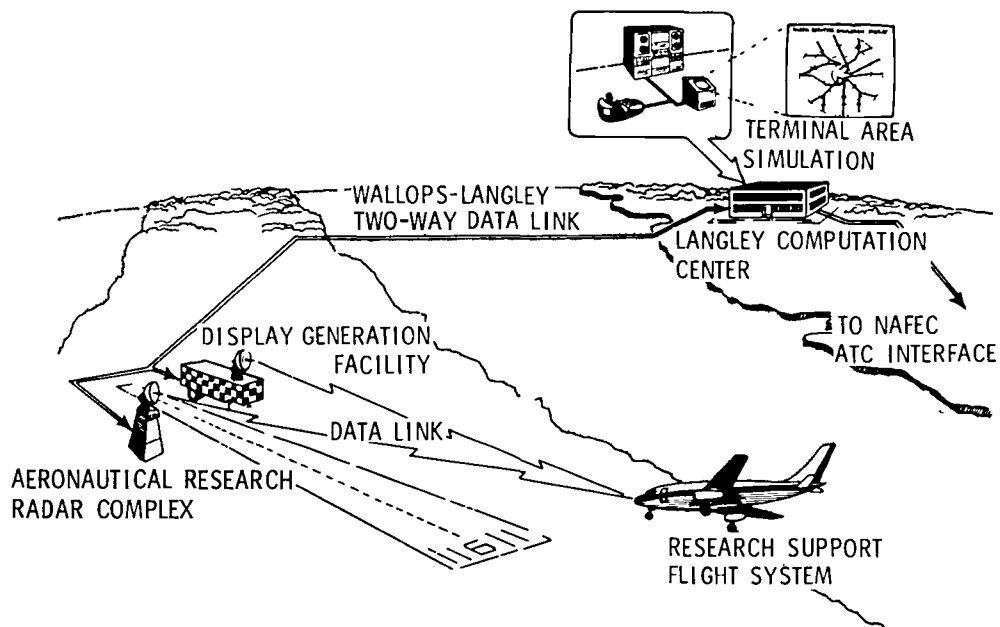 TERMINAL AREA
SIMULATION
WALLOPS-LANGLEY
TWO-WAY DATA LINK
LANGLEY COMPUTATION
CENTER
TO NAFEC
ATC INTERFACE
DISPLAY GENERATION
FACILITY
DATA LINK
AERONAUTICAL RESEARCH
RADAR COMPLEX
6
RESEARCH SUPPORT
FLIGHT SYSTEM